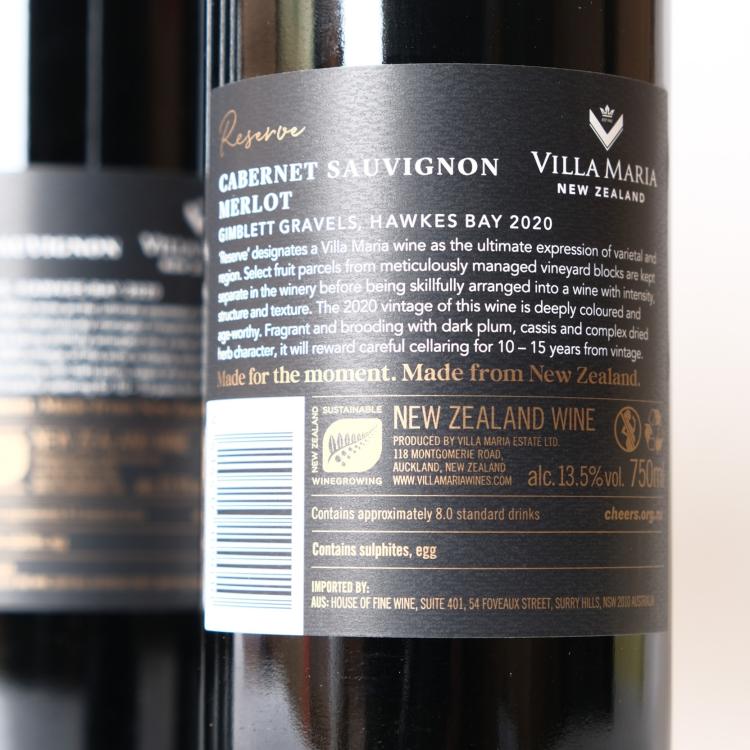 Reserve
CABERNET SAUVIGNON
MERLOT
GIMBLETT GRAVELS, HAWKES BAY 2020
VILLA MARIA
NEW ZEALAND
'Reserve' designates a Villa Maria wine as the ultimate expression of varietal and
region. Select fruit parcels from meticulously managed vineyard blocks are kept
separate in the winery before being skillfully arranged into a wine with intensity,
structure and texture. The 2020 vintage of this wine is deeply coloured and
age-worthy. Fragrant and brooding with dark plum, cassis and complex dried
herb character, it will reward careful cellaring for 10 – 15 years from vintage.
Made for the moment. Made from New Zealand.
NEW ZEALAND
SUSTAINABLE
WINEGROWING
NEW ZEALAND WINE
PRODUCED BY VILLA MARIA ESTATE LTD.
118 MONTGOMERIE ROAD,
AUCKLAND, NEW ZEALAND
WWW.VILLAMARIAWINES.COM
alc.13.5%vol. 750ml
Contains approximately 8.0 standard drinks
cheers.org.
Contains sulphites, egg
IMPORTED BY:
AUS: HOUSE OF FINE WINE, SUITE 401, 54 FOVEAUX STREET, SURRY HILLS, NSW 2010 AUSTRALIA
SAUVIGNON